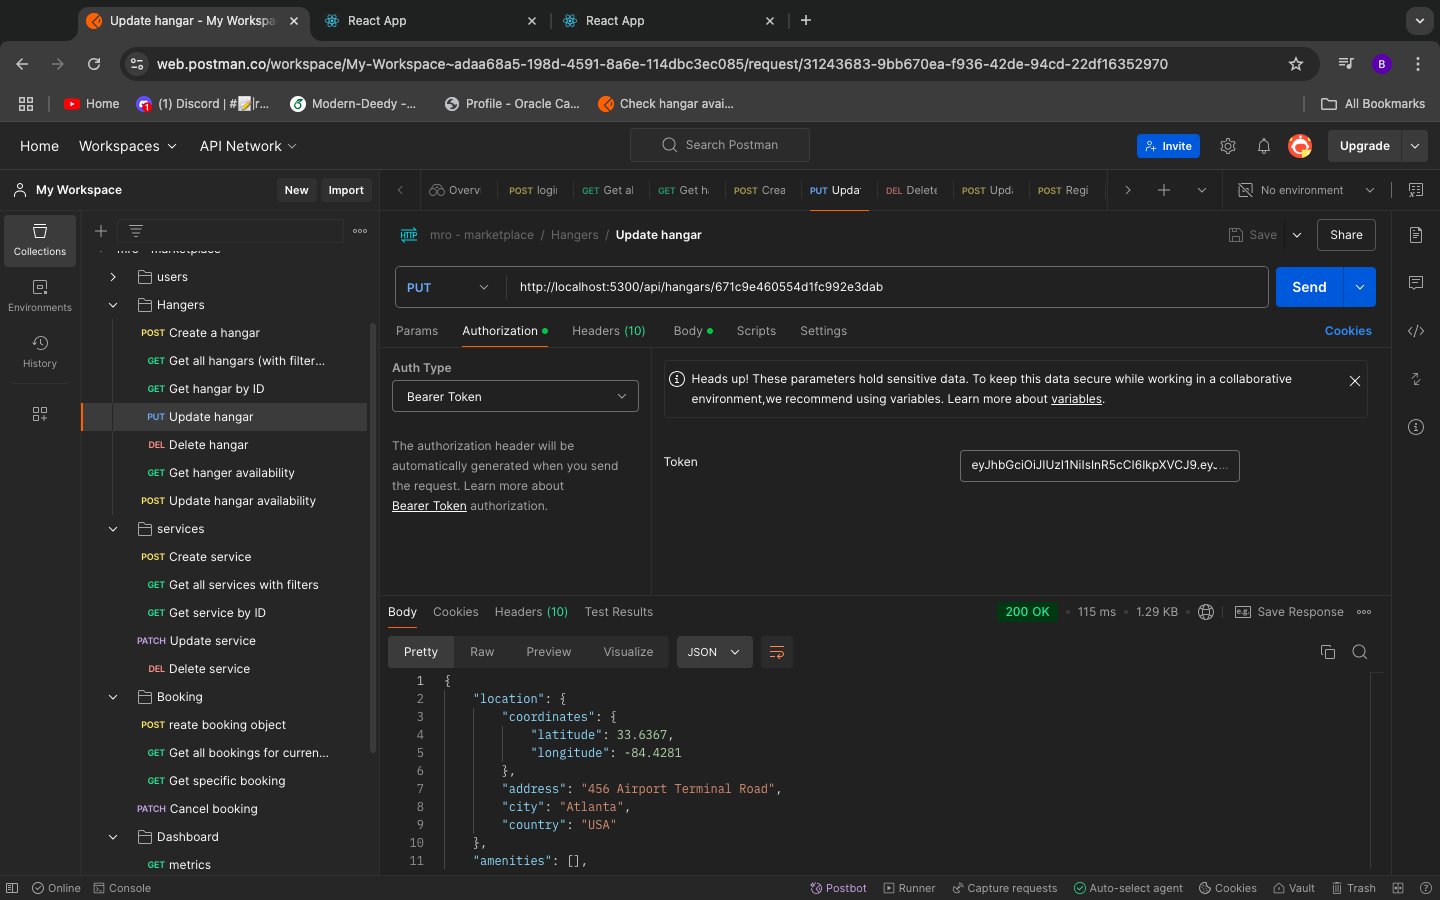 Update hangar - My Workspa
React App
React App
web.postman.co/workspace/My-Workspace~adaa68a5-198d-4591-8a6e-114dbc3ec085/request/31243683-9bb670ea-f936-42de-94cd-22df16352970
B
Home
(1) Discord | #📝|r...
Modern-Deedy -...
Profile - Oracle Ca...
Check hangar avai...
All Bookmarks
Home
Workspaces
API Network
Search Postman
Invite
Upgrade
My Workspace
New
Import
Overvi
POST login
GET Get al
GET Get ha
POST Crea
PUT Updat
DEL Delete
POST Upda
POST Regi
No environment
Collections
Environments
History
mro - marketplace
users
Hangers
POST Create a hangar
GET Get all hangars (with filter...
GET Get hangar by ID
PUT Update hangar
DEL Delete hangar
GET Get hanger availability
POST Update hangar availability
services
POST Create service
GET Get all services with filters
GET Get service by ID
PATCH Update service
DEL Delete service
Booking
POST reate booking object
GET Get all bookings for curren...
GET Get specific booking
PATCH Cancel booking
Dashboard
GET metrics
HTTP
mro - marketplace / Hangers / Update hangar
Save
Share
PUT
http://localhost:5300/api/hangars/671c9e460554d1fc992e3dab
Send
Params
Authorization
Headers (10)
Body
Scripts
Settings
Cookies
Auth Type
Bearer Token
The authorization header will be
automatically generated when you send
the request. Learn more about
Bearer Token authorization.
Heads up! These parameters hold sensitive data. To keep this data secure while working in a collaborative
environment,we recommend using variables. Learn more about variables.
Token
eyJhbGciOiJIUzI1NiIsInR5cCI6IkpXVCJ9.eyJ...
Body
Cookies
Headers (10)
Test Results
200 OK
115 ms
1.29 KB
e.g.
Save Response
Pretty
Raw
Preview
Visualize
JSON
1 {
2 "location": {
3 "coordinates": {
4 "latitude": 33.6367,
5 "longitude": -84.4281
6 },
7 "address": "456 Airport Terminal Road",
8 "city": "Atlanta",
9 "country": "USA"
10 },
11 "amenities": [],
Online
Console
Postbot
Runner
Capture requests
Auto-select agent
Cookies
Vault
Trash